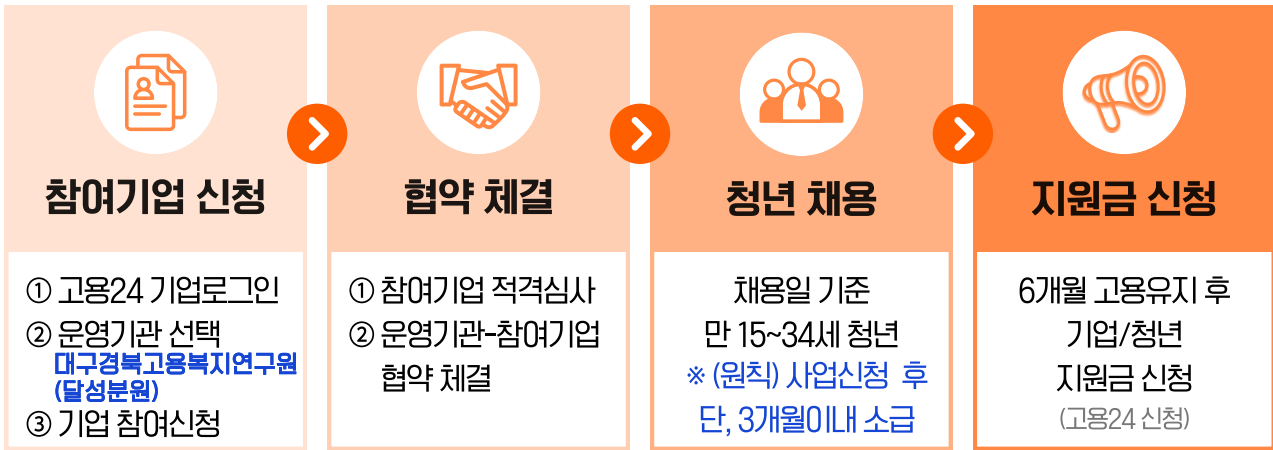 참여기업 신청
① 고용24 기업로그인
② 운영기관 선택
대구경북고용복지연구원
(달성분원)
③ 기업 참여신청
협약 체결
① 참여기업 적격심사
② 운영기관-참여기업
협약 체결
청년 채용
채용일 기준
만 15~34세 청년
※ (원칙) 사업신청 후
단, 3개월이내 소급
지원금 신청
6개월 고용유지 후
기업/청년
지원금 신청
(고용24 신청)